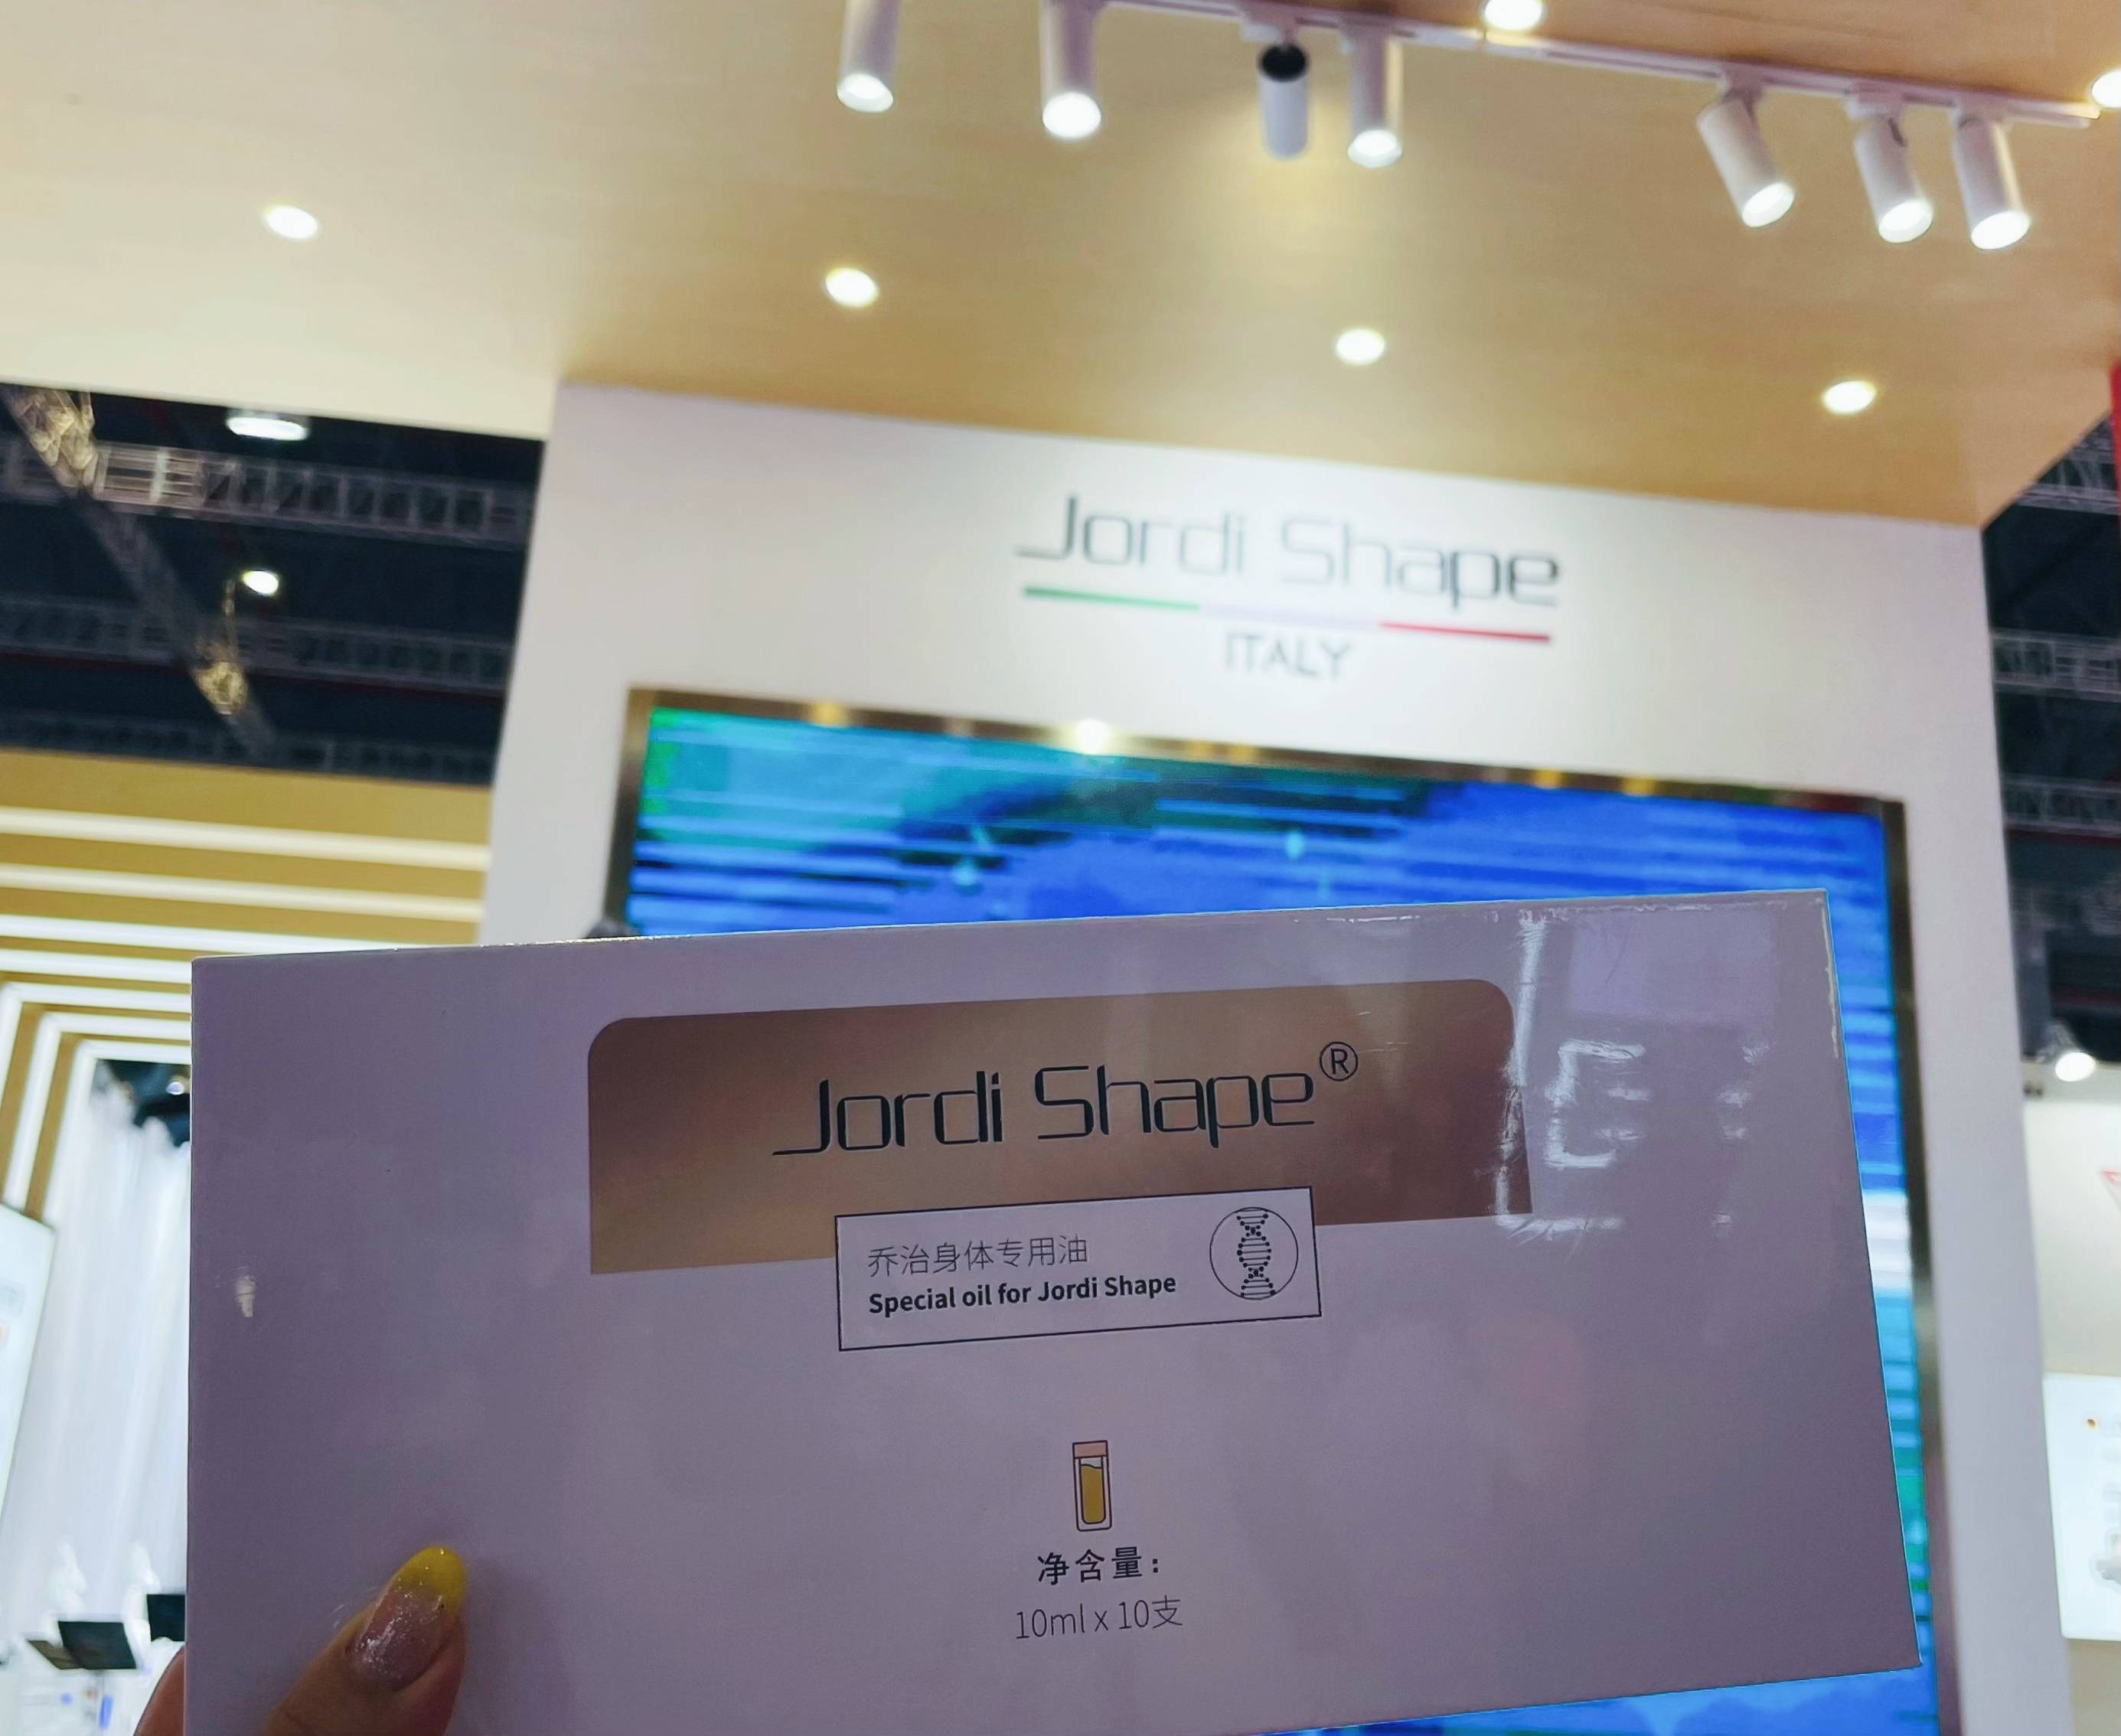 Jordi Shape
ITALY
Jordi Shape®
乔治身体专用油
Special oil for Jordi Shape
净含量：
10ml x 10支